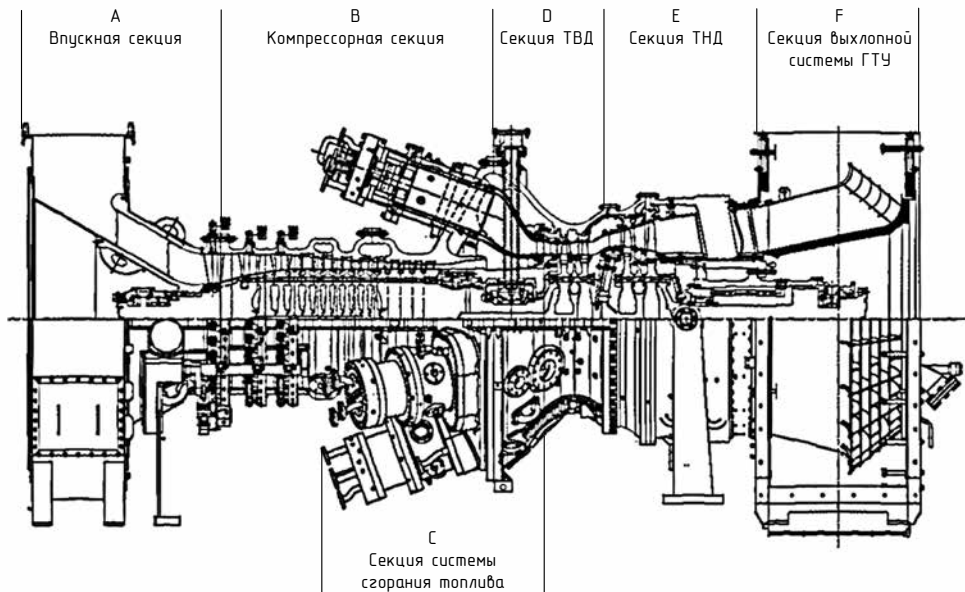 A
Впускная секция
B
Компрессорная секция
D
Секция ТВД
E
Секция ТНД
F
Секция выхлопной
системы ГТУ
C
Секция системы
сгорания топлива